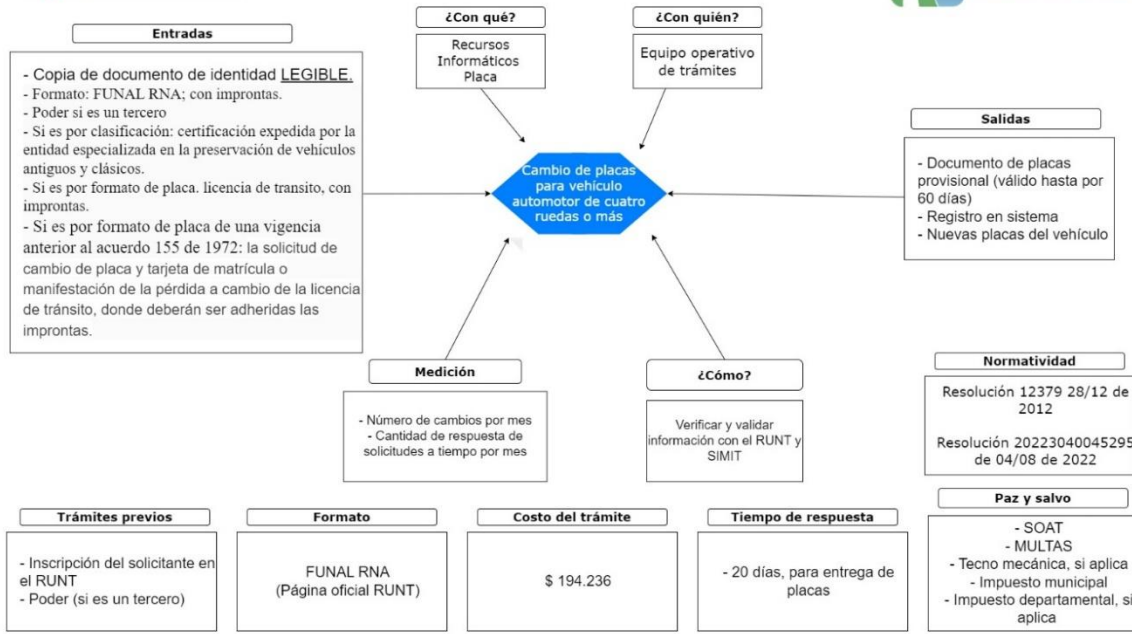 Entradas
- Copia de documento de identidad LEGIBLE.
- Formato: FUNAL RNA; con improntas.
- Poder si es un tercero
- Si es por clasificación: certificación expedida por la
entidad especializada en la preservación de vehículos
antiguos y clásicos.
- Si es por formato de placa. licencia de transito, con
improntas.
- Si es por formato de placa de una vigencia
anterior al acuerdo 155 de 1972: la solicitud de
cambio de placa y tarjeta de matrícula o
manifestación de la pérdida a cambio de la licencia
de tránsito, donde deberán ser adheridas las
improntas.
¿Con qué?
Recursos
Informáticos
Placa
¿Con quién?
Equipo operativo
de trámites
Cambio de placas
para vehículo
automotor de cuatro
ruedas o más
Salidas
- Documento de placas
provisional (válido hasta por
60 días)
- Registro en sistema
- Nuevas placas del vehículo
Medición
- Número de cambios por mes
- Cantidad de respuesta de
solicitudes a tiempo por mes
¿Cómo?
Verificar y validar
información con el RUNT y
SIMIT
Normatividad
Resolución 12379 28/12 de
2012
Resolución 20223040045295
de 04/08 de 2022
Trámites previos
- Inscripción del solicitante en
el RUNT
- Poder (si es un tercero)
Formato
FUNAL RNA
(Página oficial RUNT)
Costo del trámite
$ 194.236
Tiempo de respuesta
- 20 días, para entrega de
placas
Paz y salvo
- SOAT
- MULTAS
- Tecno mecánica, si aplica
- Impuesto municipal
- Impuesto departamental, si
aplica